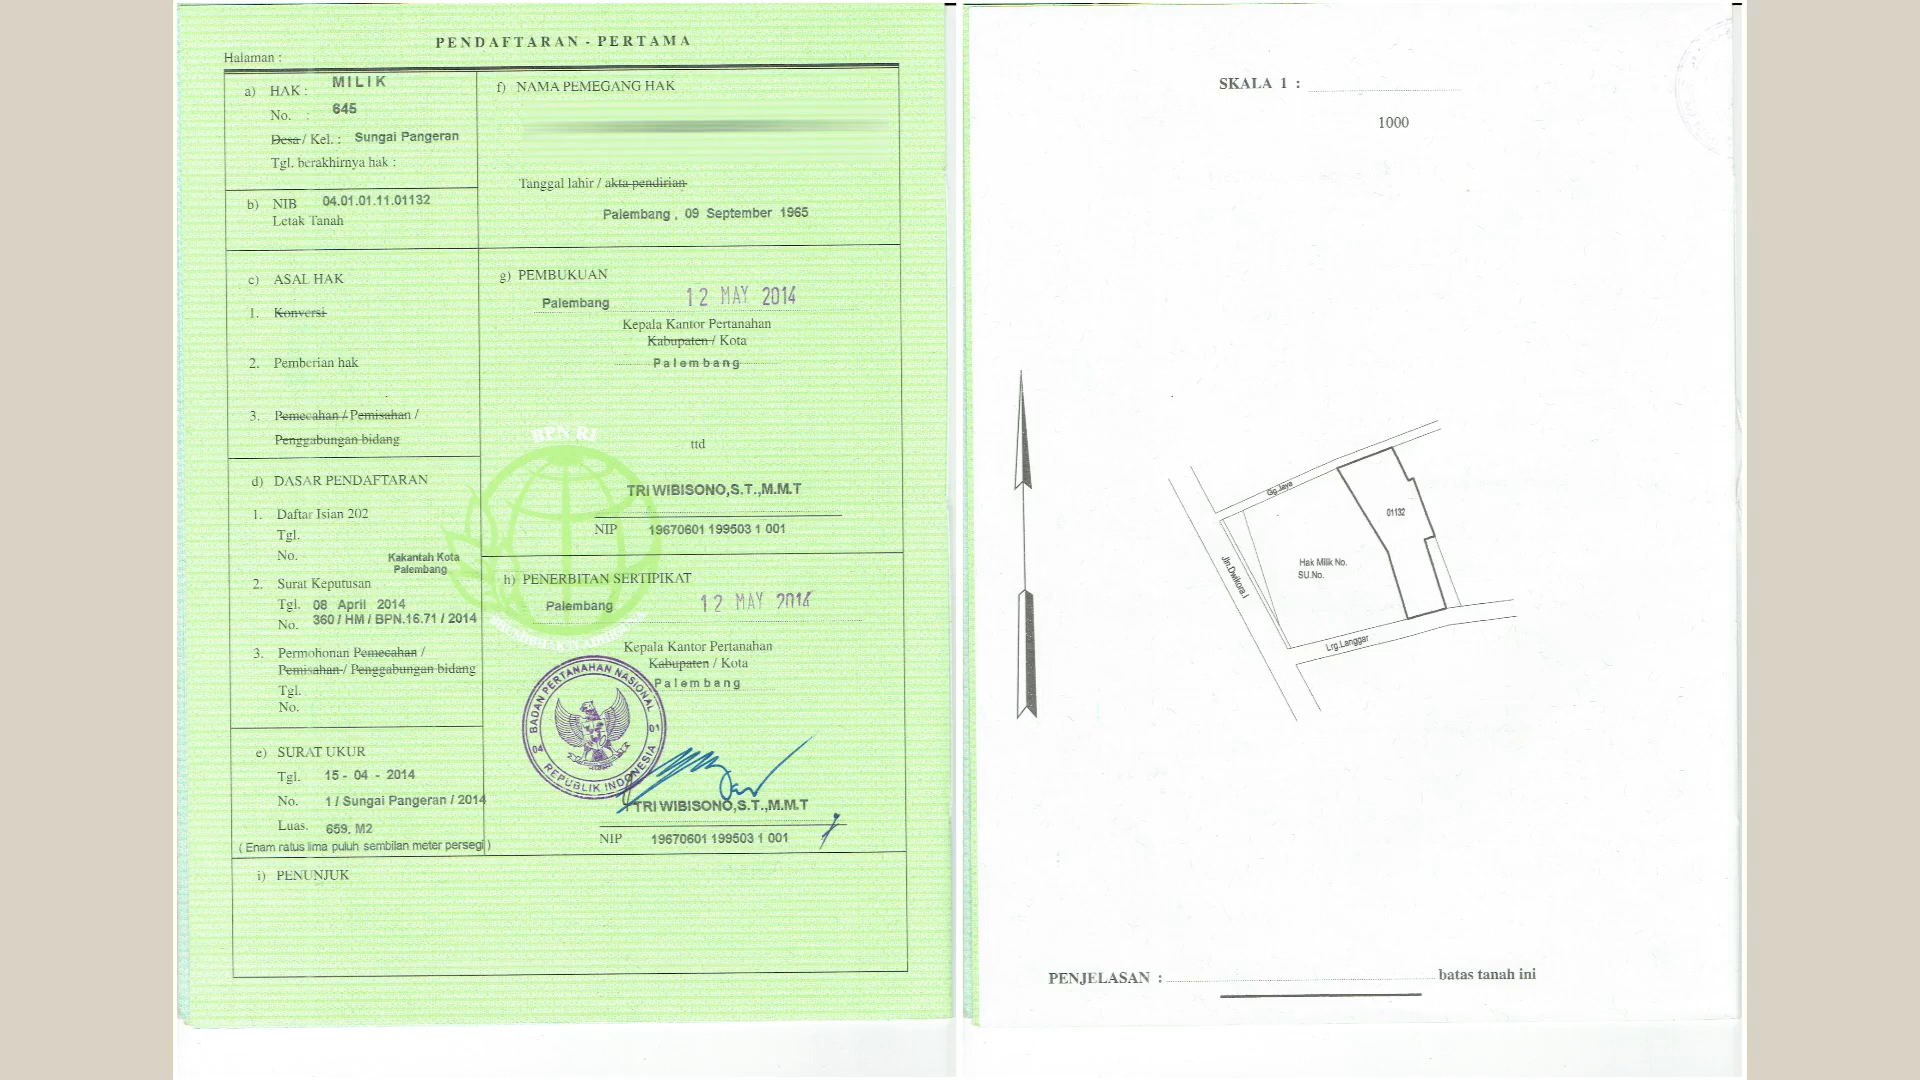 PENDAFTARAN - PERTAMA
Halaman :
a) HAK : MILIK
No. : 645
Desa / Kel. : Sungai Pangeran
Tgl. berakhirnya hak :
b) NIB 04.01.01.11.01132
Letak Tanah
c) ASAL HAK
1. Konversi
2. Pemberian hak
3. Pemecahan / Pemisahan /
Penggabungan bidang
d) DASAR PENDAFTARAN
1. Daftar Isian 202
Tgl.
No.
Kakantah Kota
Palembang
2. Surat Keputusan
Tgl. 08 April 2014
No. 360 / HM / BPN.16.71 / 2014
3. Permohonan Pemecahan /
Pemisahan / Penggabungan bidang
Tgl.
No.
e) SURAT UKUR
Tgl. 15 - 04 - 2014
No. 1 / Sungai Pangeran / 2014
Luas. 659, M2
( Enam ratus lima puluh sembilan meter persegi )
f) NAMA PEMEGANG HAK
Tanggal lahir / akta pendirian
Palembang , 09 September 1965
g) PEMBUKUAN
Palembang 12 MAY 2014
Kepala Kantor Pertanahan
Kabupaten / Kota
Palembang
ttd
TRI WIBISONO,S.T.,M.M.T
NIP 19670601 199503 1 001
BPN RI
h) PENERBITAN SERTIPIKAT
Palembang 12 MAY 2014
Kepala Kantor Pertanahan
Kabupaten / Kota
Palembang
BADAN PERTANAHAN NASIONAL
04 01
REPUBLIK INDONESIA
TRI WIBISONO,S.T.,M.M.T
NIP 19670601 199503 1 001
i) PENUNJUK
SKALA 1 :
1000
Gg.Jaya
01132
Hak Milik No.
SU.No.
Jln.Dwikora.I
Lrg.Langgar
PENJELASAN : batas tanah ini